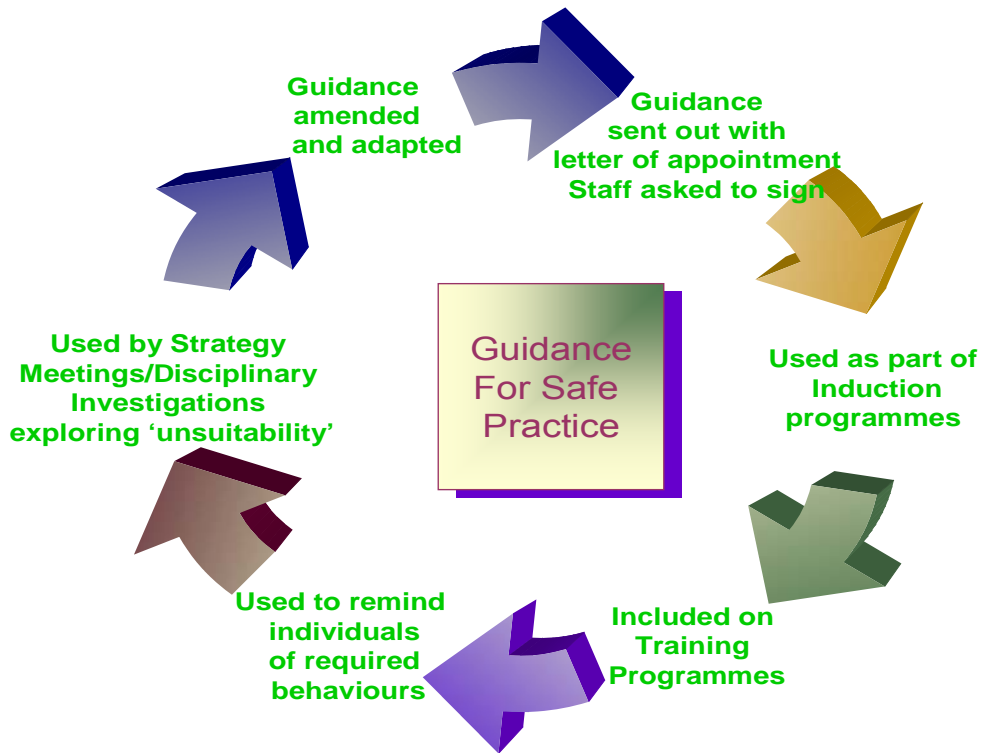 Guidance
amended
and adapted
Guidance
sent out with
letter of appointment
Staff asked to sign
Used as part of
Induction
programmes
Included on
Training
Programmes
Used to remind
individuals
of required
behaviours
Used by Strategy
Meetings/Disciplinary
Investigations
exploring ‘unsuitability’
Guidance
For Safe
Practice